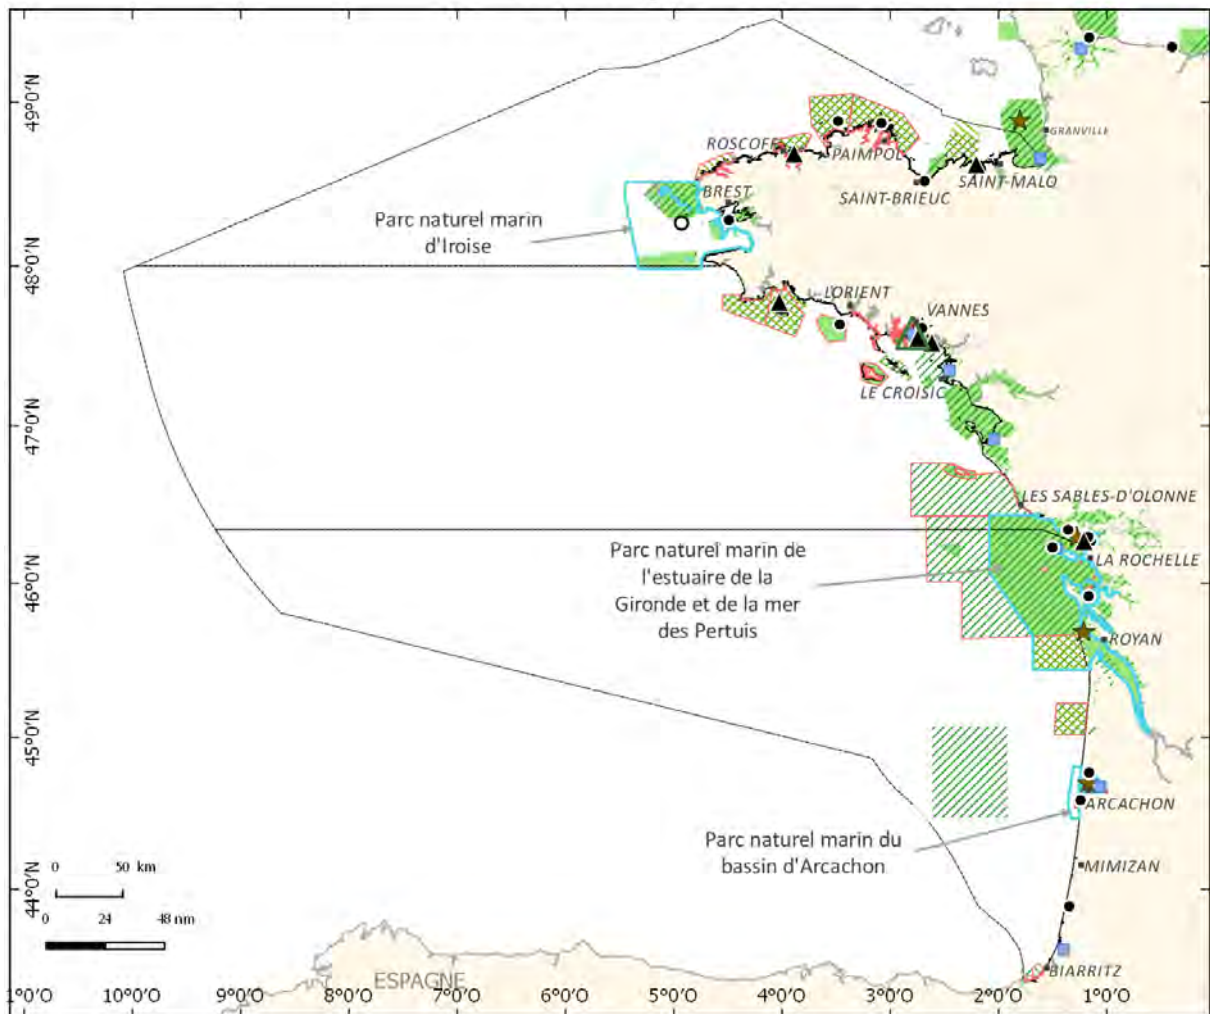 49°0'N
GRANVILLE
ROSCOFF
PAIMPOL
SAINT-MALO
BREST
SAINT-BRIEUC
Parc naturel marin
d'Iroise
48°0'N
LORIENT
VANNES
LE CROISIC
47°0'N
LES SABLES-D'OLONNE
Parc naturel marin de
l'estuaire de la
Gironde et de la mer
des Pertuis
LA ROCHELLE
46°0'N
ROYAN
45°0'N
ARCACHON
Parc naturel marin du
bassin d'Arcachon
MIMIZAN
0 50 km
44°0'N
0 24 48 nm
ESPAGNE
BIARRITZ
1°0'O 10°0'O 9°0'O 8°0'O 7°0'O 6°0'O 5°0'O 4°0'O 3°0'O 2°0'O 1°0'O